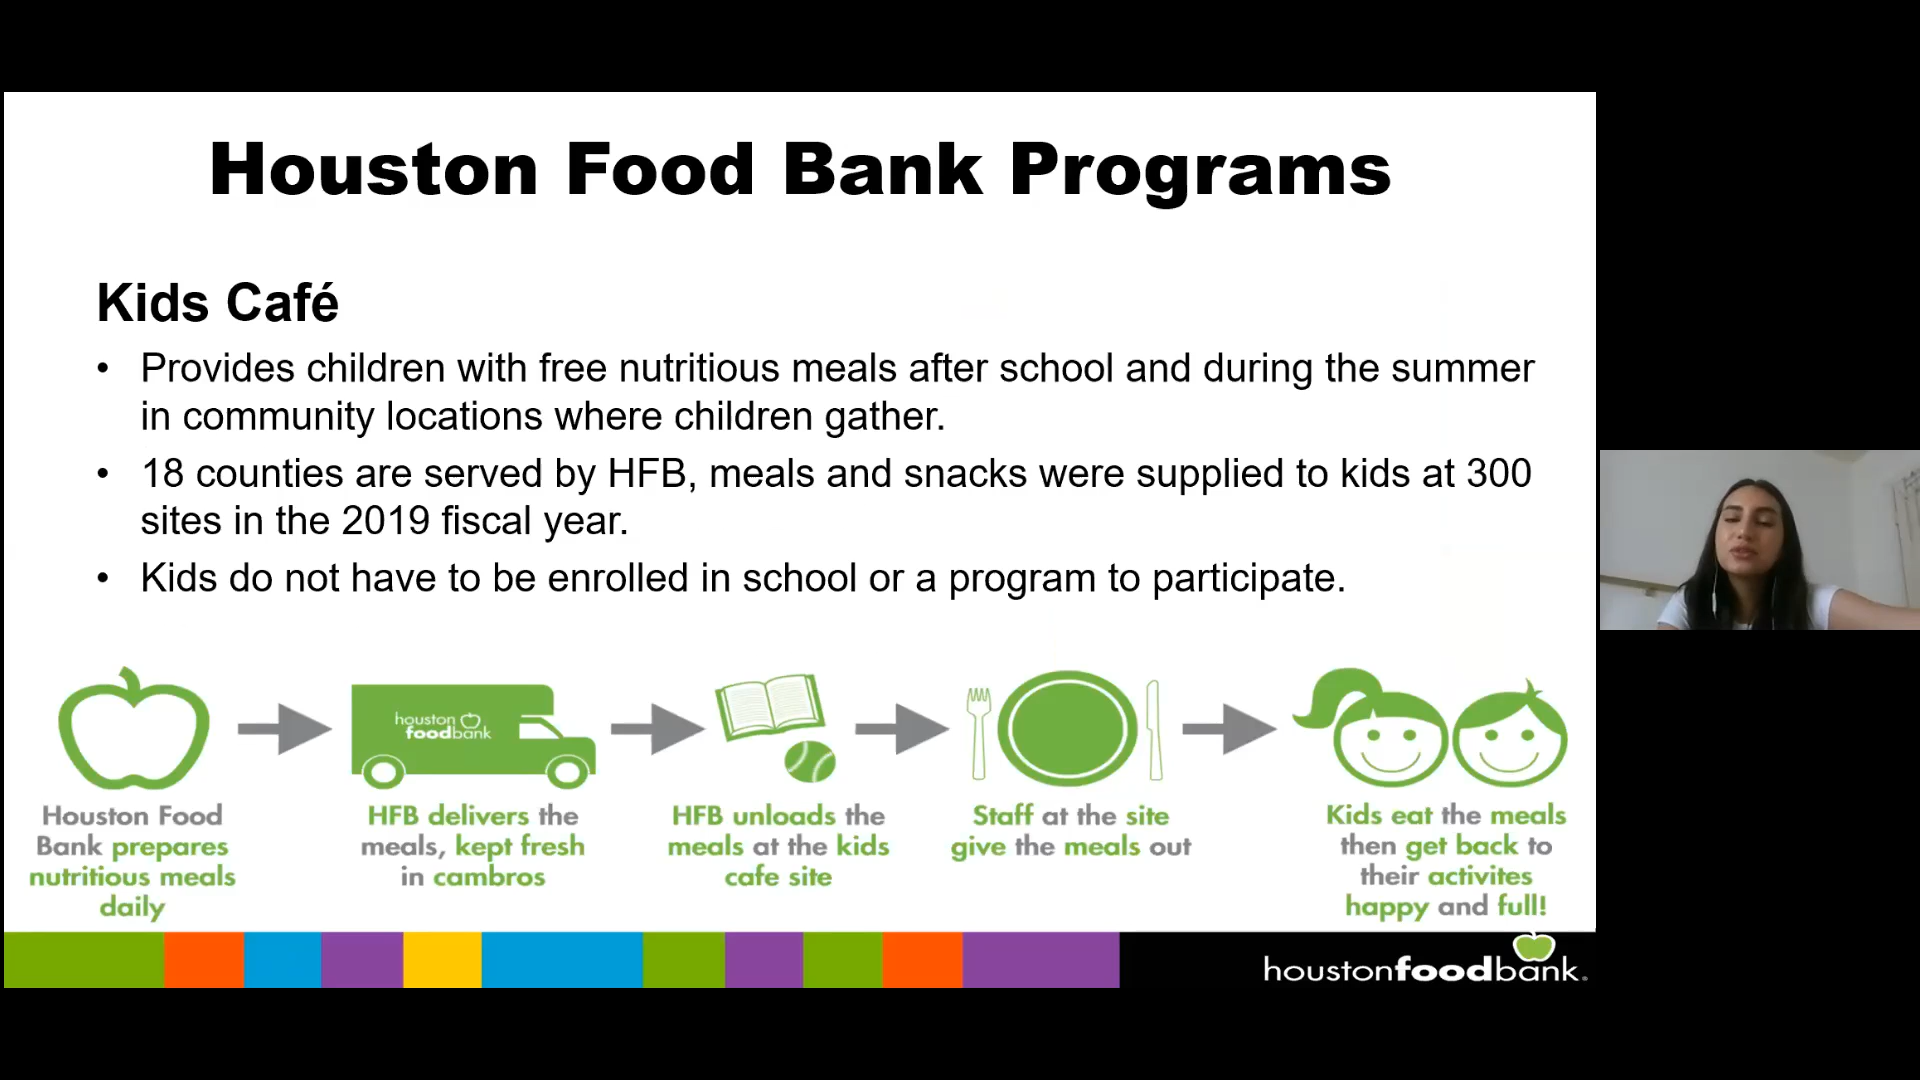 Houston Food Bank Programs
Kids Café
• Provides children with free nutritious meals after school and during the summer
in community locations where children gather.
• 18 counties are served by HFB, meals and snacks were supplied to kids at 300
sites in the 2019 fiscal year.
• Kids do not have to be enrolled in school or a program to participate.
houston
foodbank
Houston Food
Bank prepares
nutritious meals
daily
HFB delivers the
meals, kept fresh
in cambros
HFB unloads the
meals at the kids
cafe site
Staff at the site
give the meals out
Kids eat the meals
then get back to
their activites
happy and full!
houstonfoodbank.